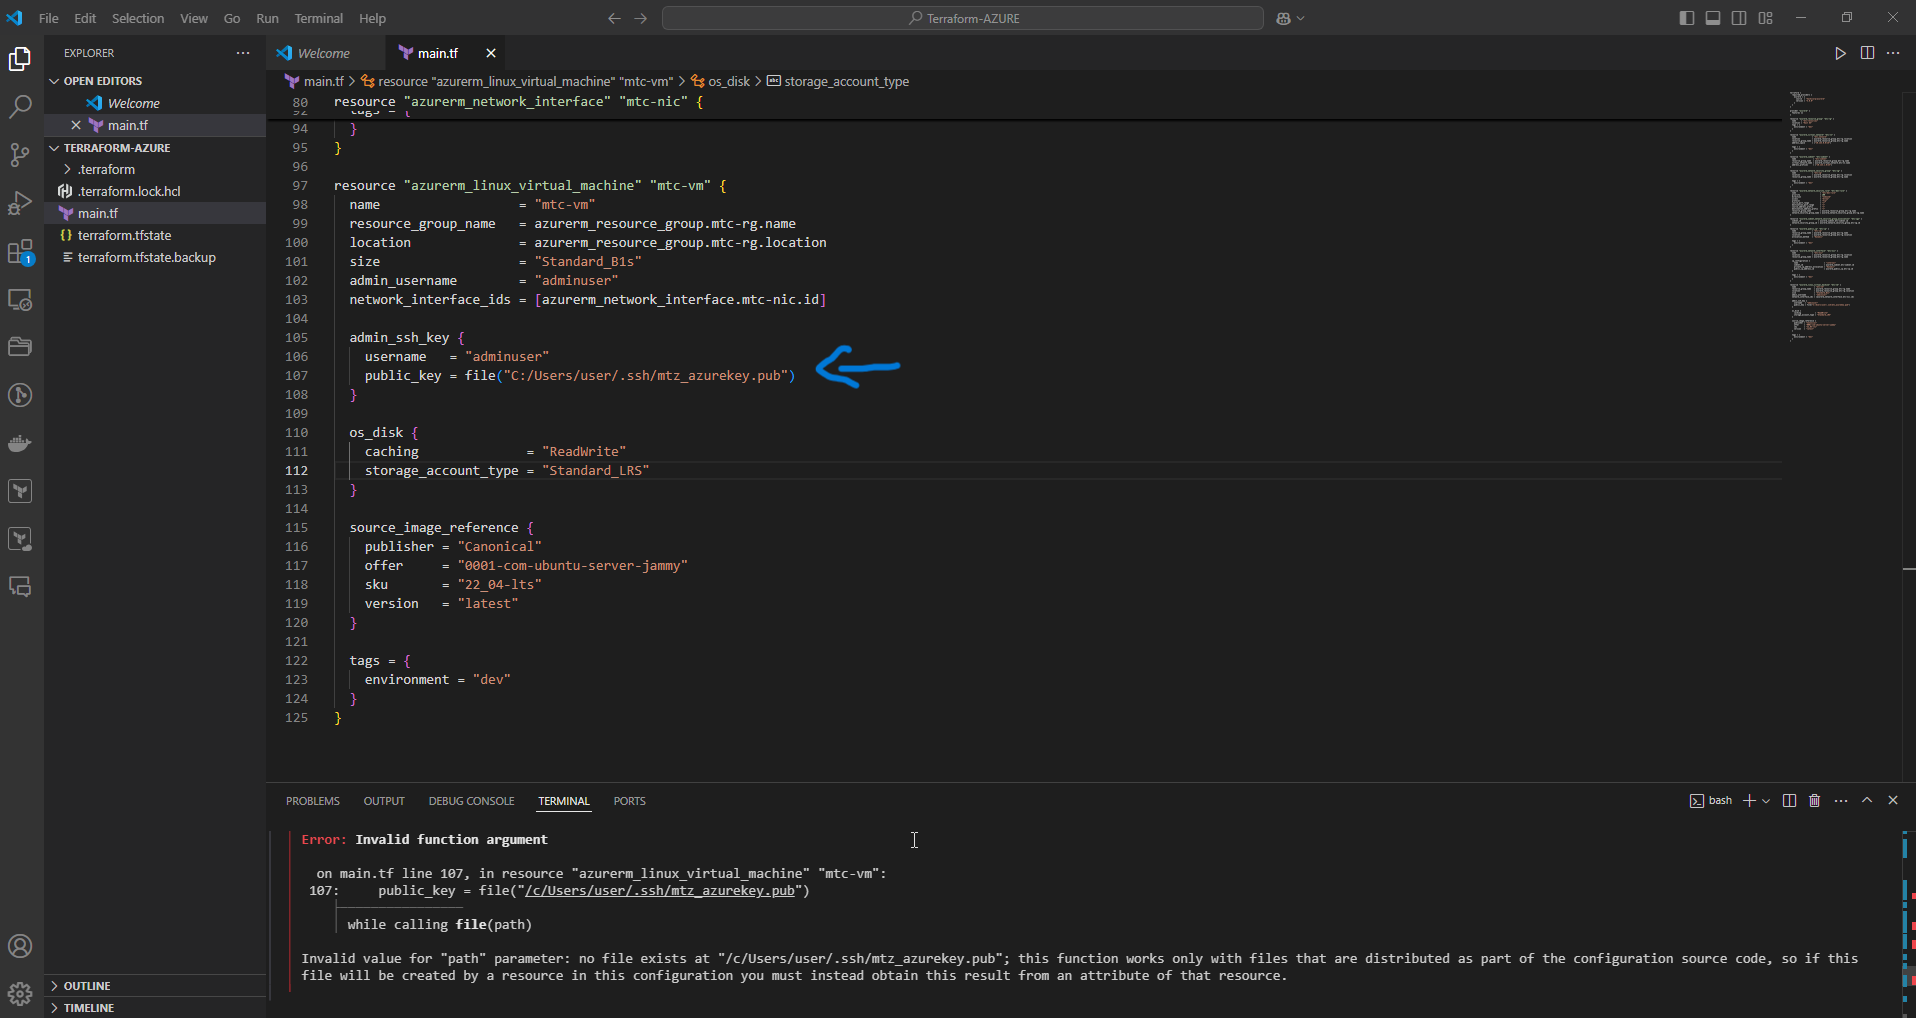 File Edit Selection View Go Run Terminal Help
Terraform-AZURE
EXPLORER
OPEN EDITORS
Welcome
main.tf
TERRAFORM-AZURE
.terraform
.terraform.lock.hcl
main.tf
terraform.tfstate
terraform.tfstate.backup
OUTLINE
TIMELINE
1
Welcome main.tf
main.tf > resource "azurerm_linux_virtual_machine" "mtc-vm" > os_disk > storage_account_type
80 resource "azurerm_network_interface" "mtc-nic" {
92 tags = {
94 }
95 }
96
97 resource "azurerm_linux_virtual_machine" "mtc-vm" {
98 name = "mtc-vm"
99 resource_group_name = azurerm_resource_group.mtc-rg.name
100 location = azurerm_resource_group.mtc-rg.location
101 size = "Standard_B1s"
102 admin_username = "adminuser"
103 network_interface_ids = [azurerm_network_interface.mtc-nic.id]
104
105 admin_ssh_key {
106 username = "adminuser"
107 public_key = file("C:/Users/user/.ssh/mtz_azurekey.pub")
108 }
109
110 os_disk {
111 caching = "ReadWrite"
112 storage_account_type = "Standard_LRS"
113 }
114
115 source_image_reference {
116 publisher = "Canonical"
117 offer = "0001-com-ubuntu-server-jammy"
118 sku = "22_04-lts"
119 version = "latest"
120 }
121
122 tags = {
123 environment = "dev"
124 }
125 }
PROBLEMS OUTPUT DEBUG CONSOLE TERMINAL PORTS
bash
Error: Invalid function argument
on main.tf line 107, in resource "azurerm_linux_virtual_machine" "mtc-vm":
107: public_key = file("/c/Users/user/.ssh/mtz_azurekey.pub")
while calling file(path)
Invalid value for "path" parameter: no file exists at "/c/Users/user/.ssh/mtz_azurekey.pub"; this function works only with files that are distributed as part of the configuration source code, so if this
file will be created by a resource in this configuration you must instead obtain this result from an attribute of that resource.